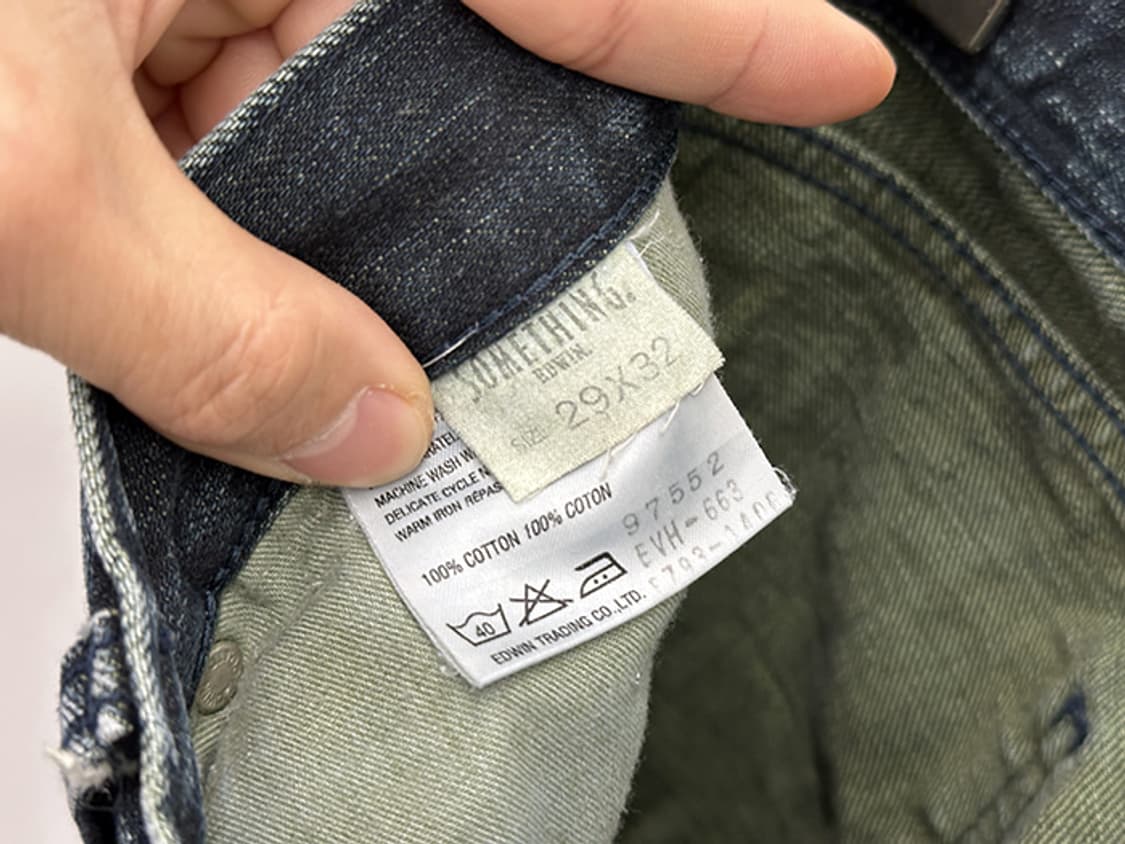 SOMETHING.
EDWIN.
SIZE 29X32
MACHINE WASH W
DELICATE CYCLE N
WARM IRON RÉPAS
100% COTTON 100% COTON
97552
EVH-663
40
EDWIN TRADING CO.,LTD.